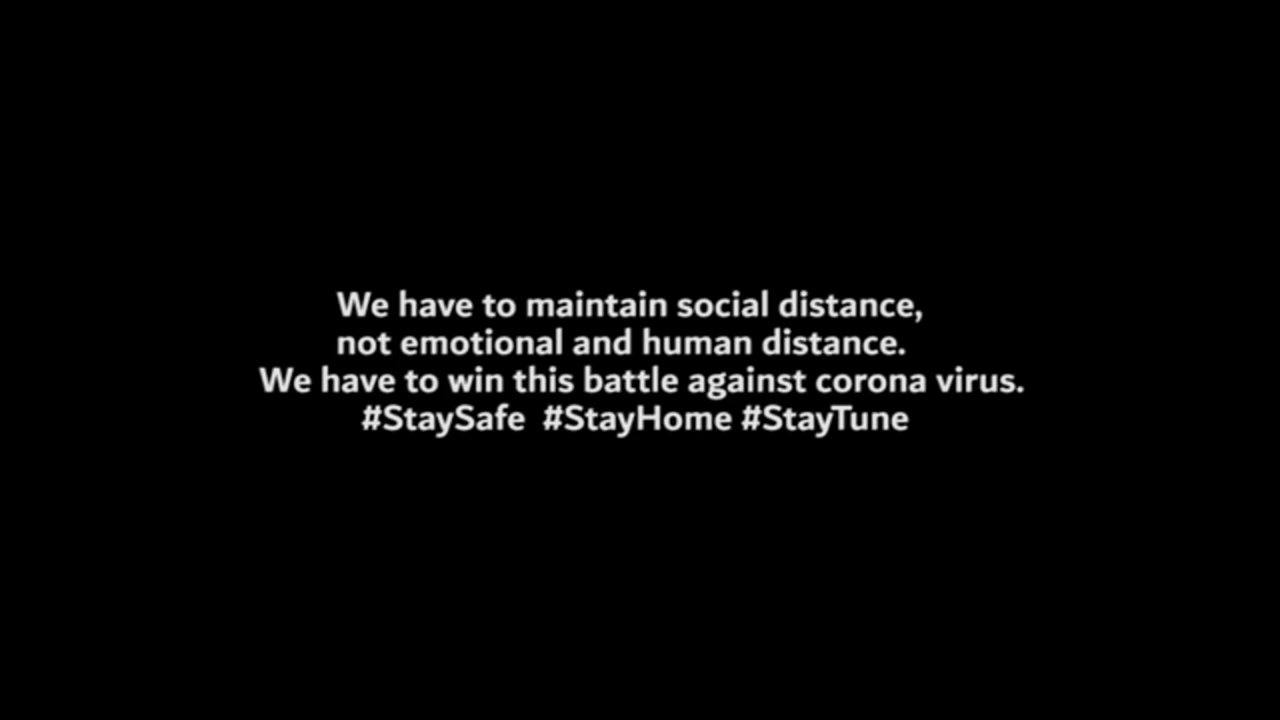 We have to maintain social distance,
not emotional and human distance.
We have to win this battle against corona virus.
#StaySafe  #StayHome #StayTune